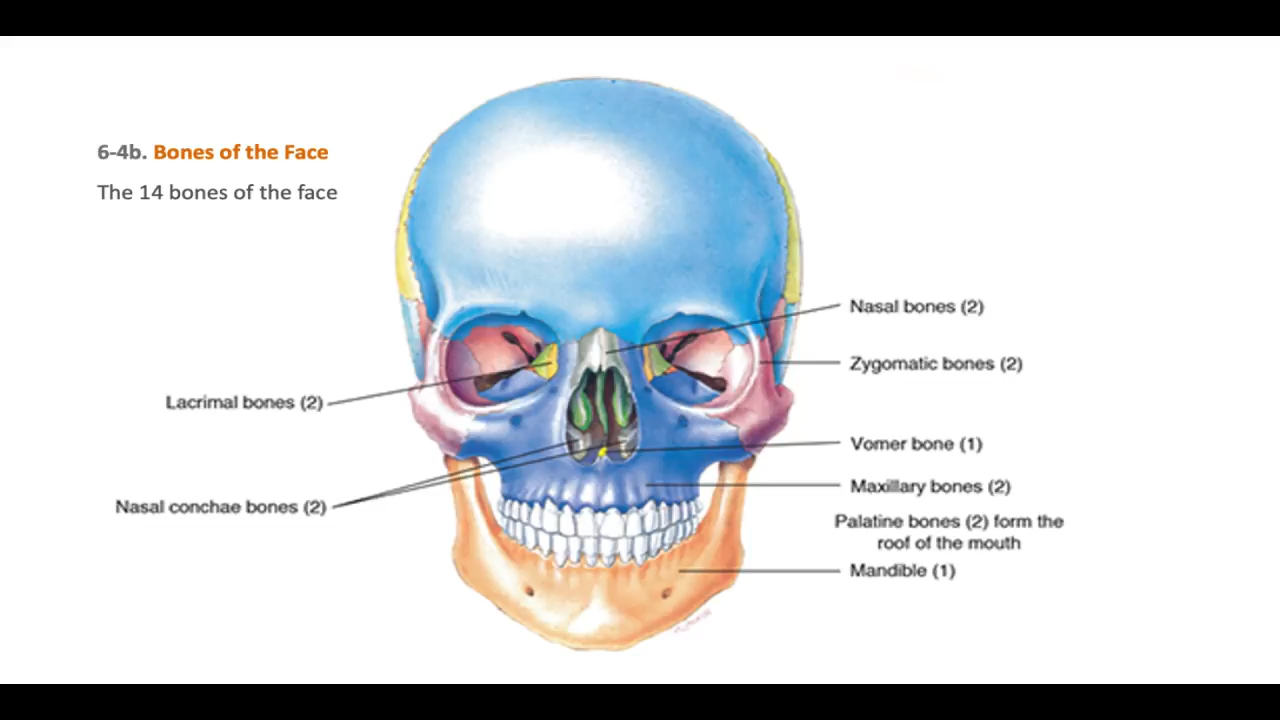 6-4b. Bones of the Face
The 14 bones of the face
Nasal bones (2)
Zygomatic bones (2)
Lacrimal bones (2)
Vomer bone (1)
Maxillary bones (2)
Nasal conchae bones (2)
Palatine bones (2) form the
roof of the mouth
Mandible (1)